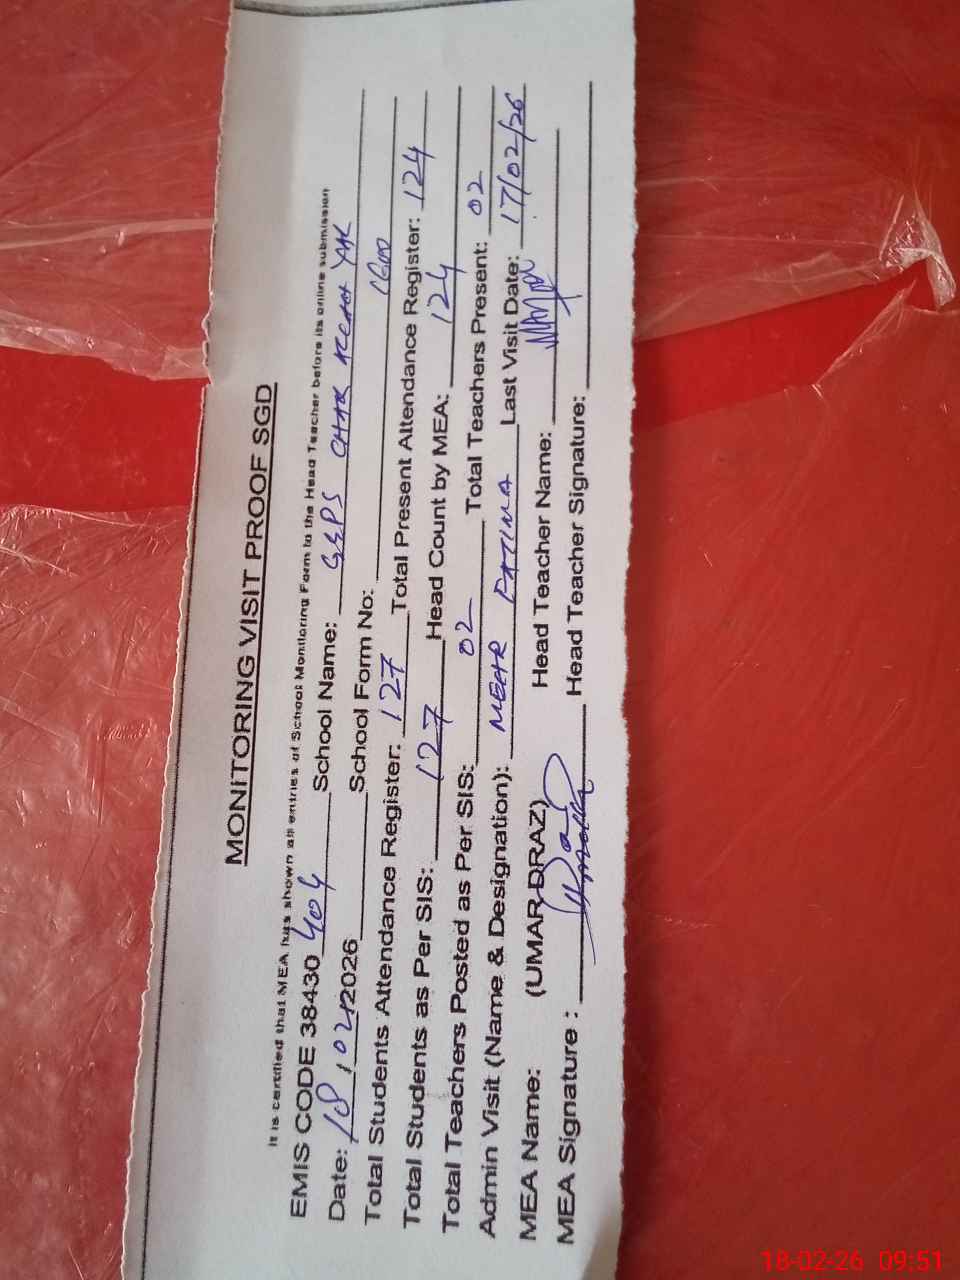 MONITORING VISIT PROOF SGD
It is certified that MEA has shown all entries of School Monitoring Form to the Head Teacher before its online submission
EMIS CODE 38430 404 School Name: GGPS CHAK KCCHA YAK
Date: 18/02/2026 School Form No:
Total Students Attendance Register: 127 Total Present Attendance Register: 124
Total Students as Per SIS: 127 Head Count by MEA: 124
Total Teachers Posted as Per SIS: 02 Total Teachers Present: 02
Admin Visit (Name & Designation): MEHR FATIMA Last Visit Date: 17/02/26
MEA Name: (UMAR DRAZ) Head Teacher Name:
MEA Signature : Head Teacher Signature:
18-02-26 09:51